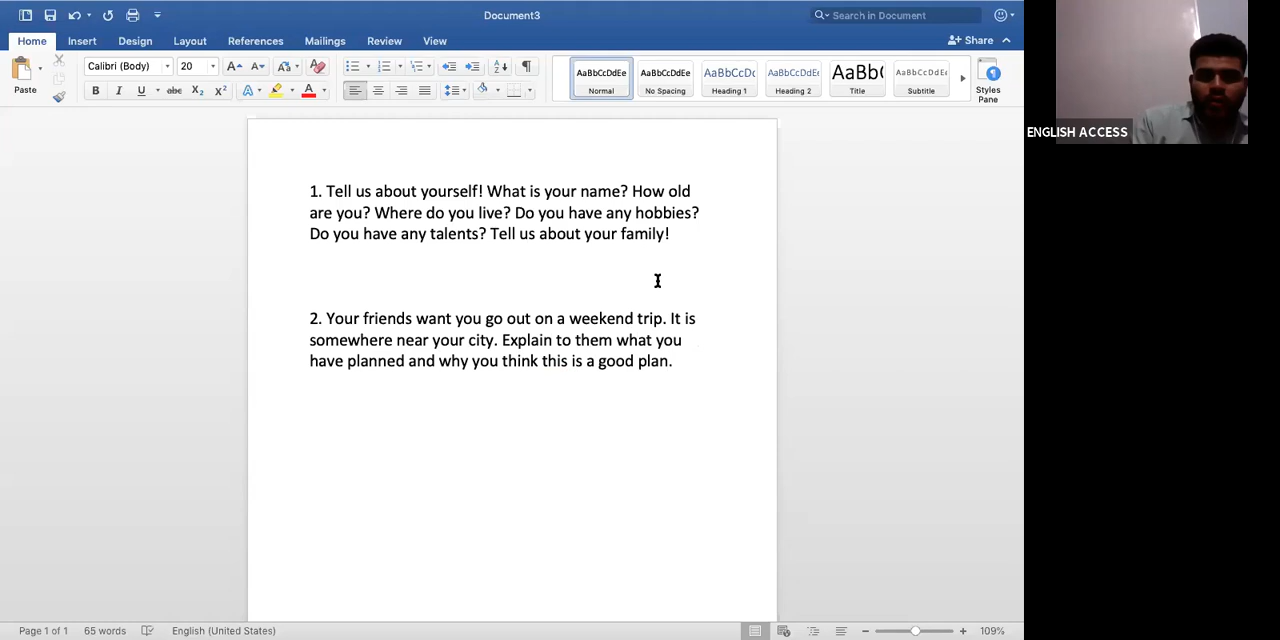 Document3
Search in Document
Home Insert Design Layout References Mailings Review View
Share
Paste
Calibri (Body) 20
AaBbCcDdEe AaBbCcDdEe AaBbCcDc AaBbCcDdEe AaBb( AaBbCcDdEe
Normal No Spacing Heading 1 Heading 2 Title Subtitle
Styles
Pane
ENGLISH ACCESS
1. Tell us about yourself! What is your name? How old
are you? Where do you live? Do you have any hobbies?
Do you have any talents? Tell us about your family!
2. Your friends want you go out on a weekend trip. It is
somewhere near your city. Explain to them what you
have planned and why you think this is a good plan.
Page 1 of 1 65 words English (United States) 109%